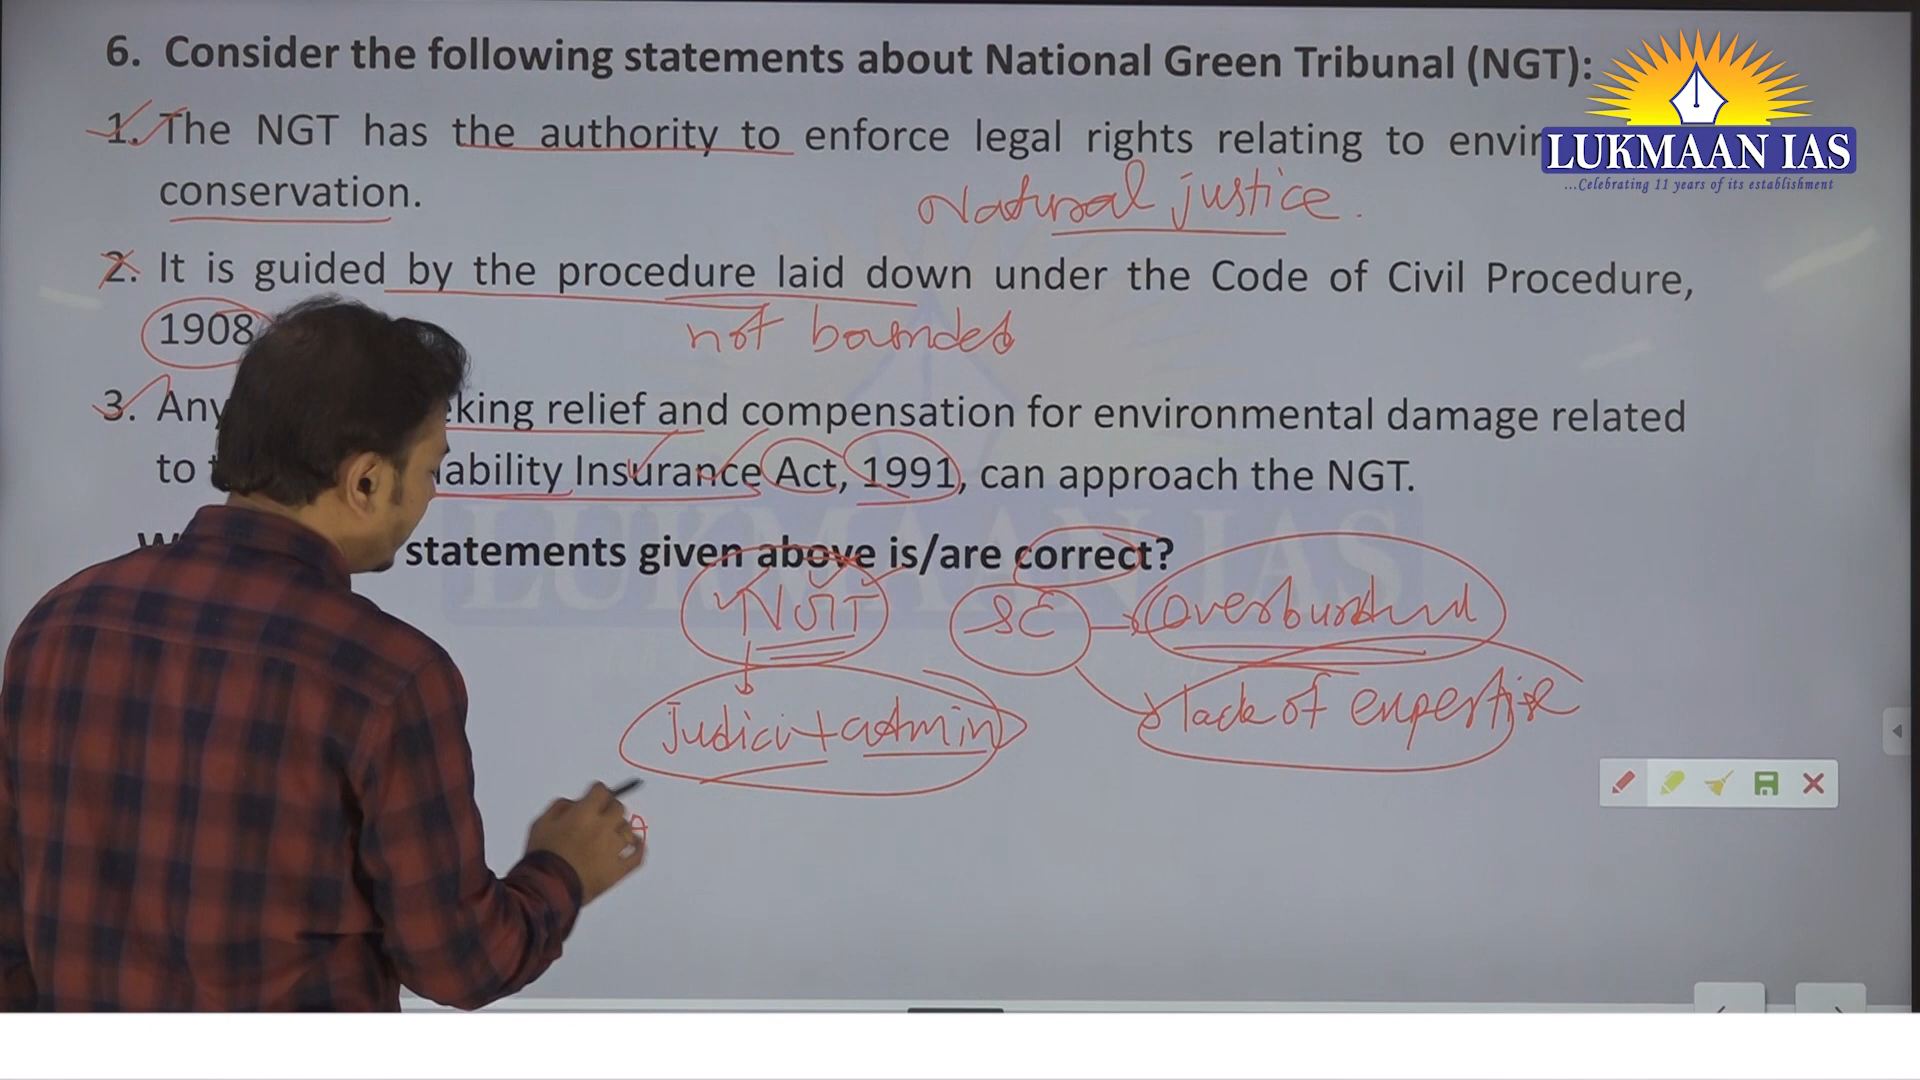 6. Consider the following statements about National Green Tribunal (NGT):
1. The NGT has the authority to enforce legal rights relating to envir
conservation.
Natural justice.
2. It is guided by the procedure laid down under the Code of Civil Procedure,
1908
not bounded
3. Any king relief and compensation for environmental damage related
to ability Insurance Act, 1991, can approach the NGT.
statements given above is/are correct?
NGT SC
lack of expertise
Judici + admin
LUKMAAN IAS
...Celebrating 11 years of its establishment
LUKMAAN IAS